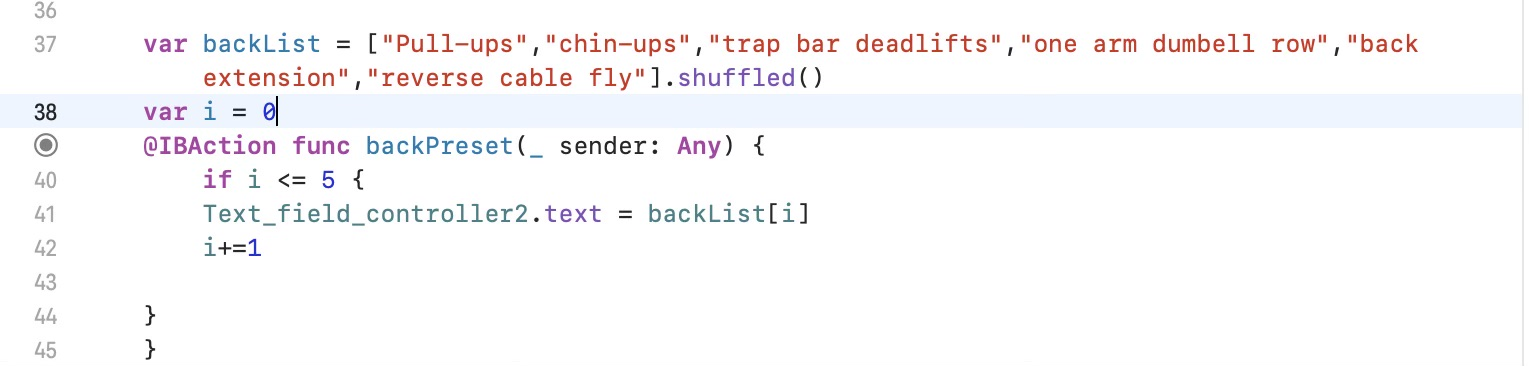 36
37 var backList = ["Pull-ups","chin-ups","trap bar deadlifts","one arm dumbell row","back
extension","reverse cable fly"].shuffled()
38 var i = 0
@IBAction func backPreset(_ sender: Any) {
40 if i <= 5 {
41 Text_field_controller2.text = backList[i]
42 i+=1
43
44 }
45 }